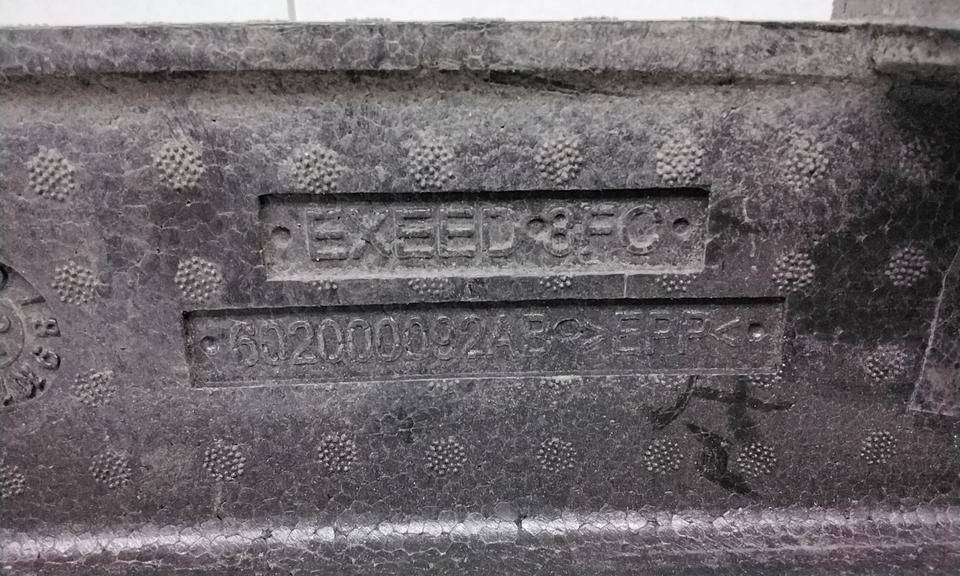 EXEED 8FC
602000092AB >EPP<